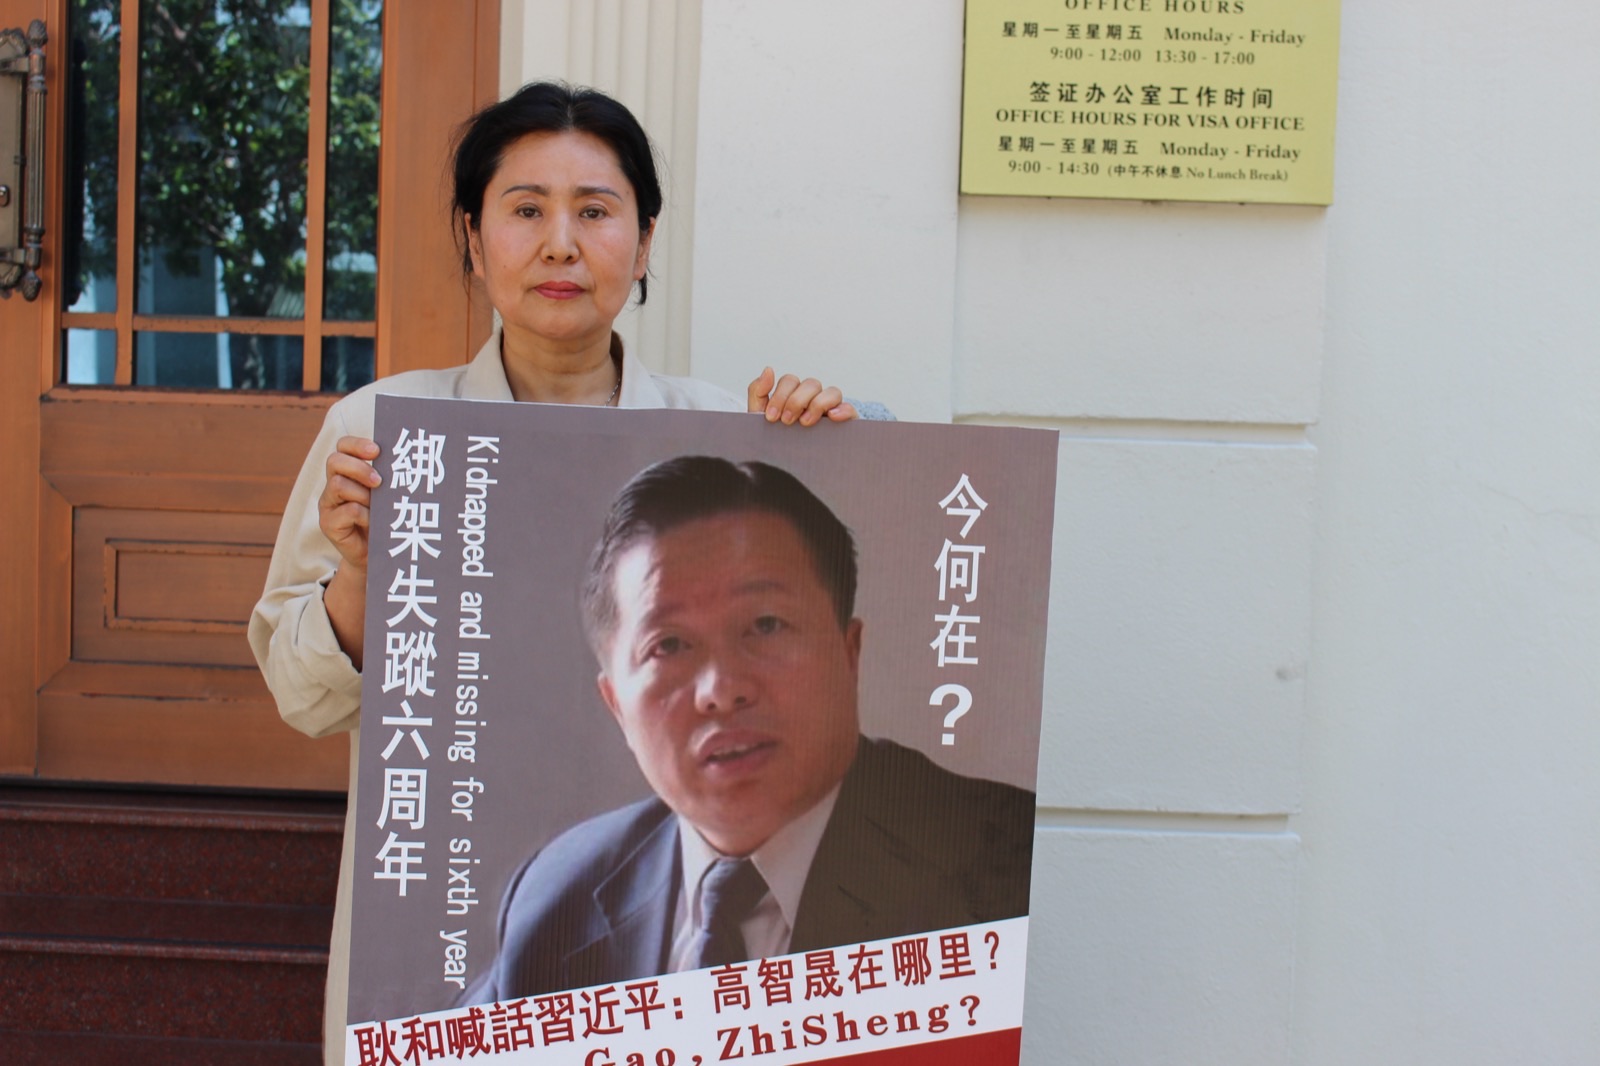 OFFICE HOURS
星期一至星期五 Monday - Friday
9:00 - 12:00 13:30 - 17:00
签证办公室工作时间
OFFICE HOURS FOR VISA OFFICE
星期一至星期五 Monday - Friday
9:00 - 14:30 (中午不休息 No Lunch Break)
綁架失蹤六周年
Kidnapped and missing for sixth year
今何在?
耿和喊話習近平：高智晟在哪里？
Gao, ZhiSheng?